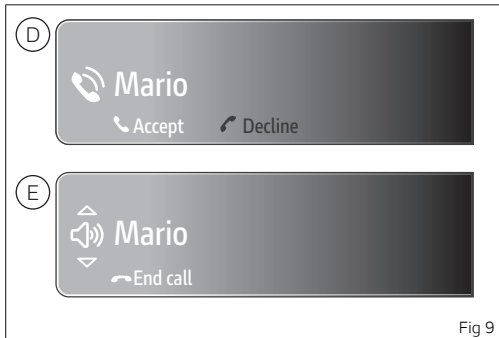 D
Mario
Accept Decline
E
Mario
End call
Fig 9